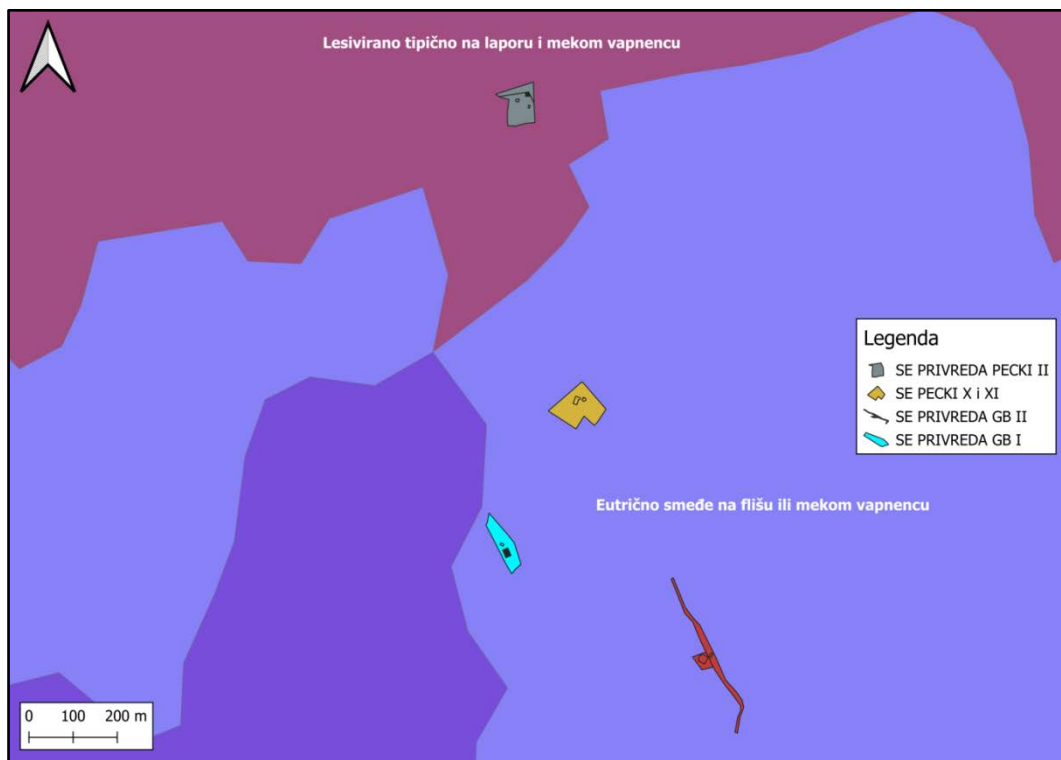 Lesivirano tipično na laporu i mekom vapnencu
Legenda
SE PRIVREDA PECKI II
SE PECKI X i XI
SE PRIVREDA GB II
SE PRIVREDA GB I
Eutrično smeđe na flišu ili mekom vapnencu
0 100 200 m